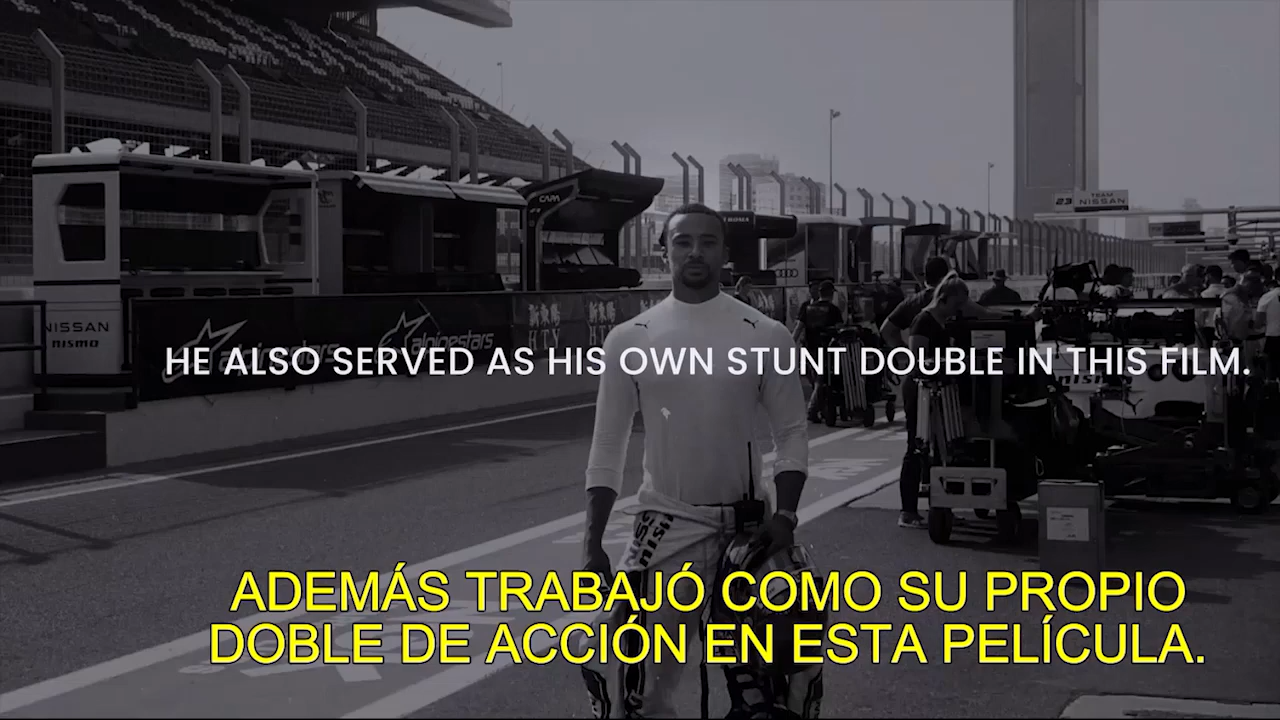 CAPA
TEAM
23 NISSAN
NISSAN
nismo
alpinestars
alpinestars
HE ALSO SERVED AS HIS OWN STUNT DOUBLE IN THIS FILM.
nismo
ADEMÁS TRABAJÓ COMO SU PROPIO
DOBLE DE ACCIÓN EN ESTA PELÍCULA.